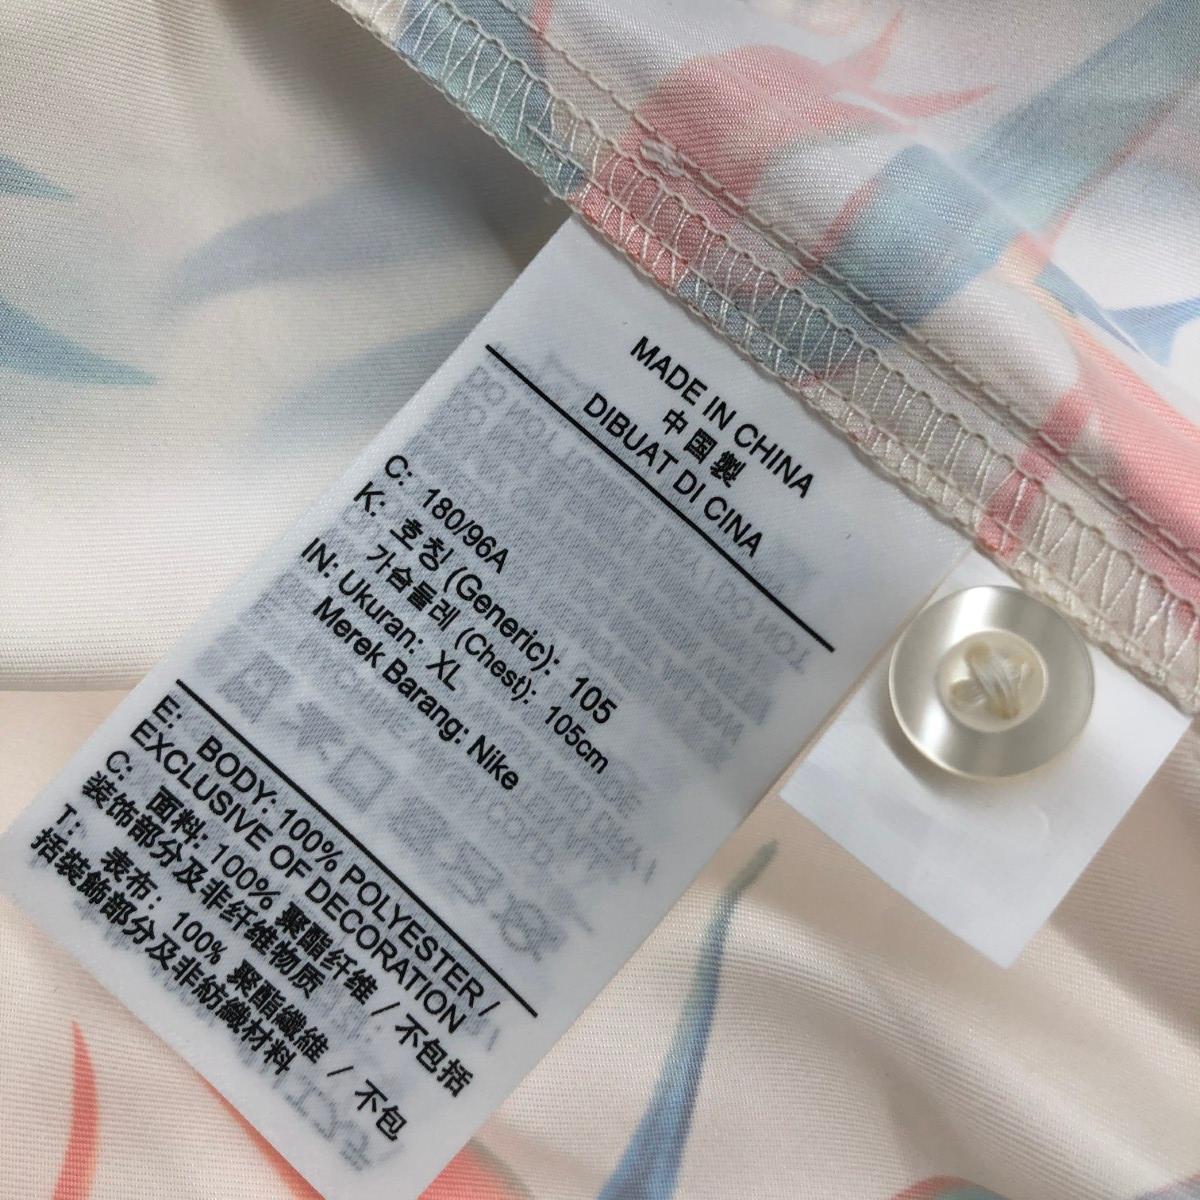 MADE IN CHINA
中国製
DIBUAT DI CINA
C: 180/96A
K: 호칭 (Generic): 105
가슴둘레 (Chest): 105cm
IN: Ukuran: XL
Merek Barang: Nike
E: BODY: 100% POLYESTER /
EXCLUSIVE OF DECORATION
C: 面料: 100% 聚酯纤维 / 不包括
装饰部分及非纤维物质
T: 表布: 100% 聚酯纖維 / 不包
括裝飾部分及非紡織材料